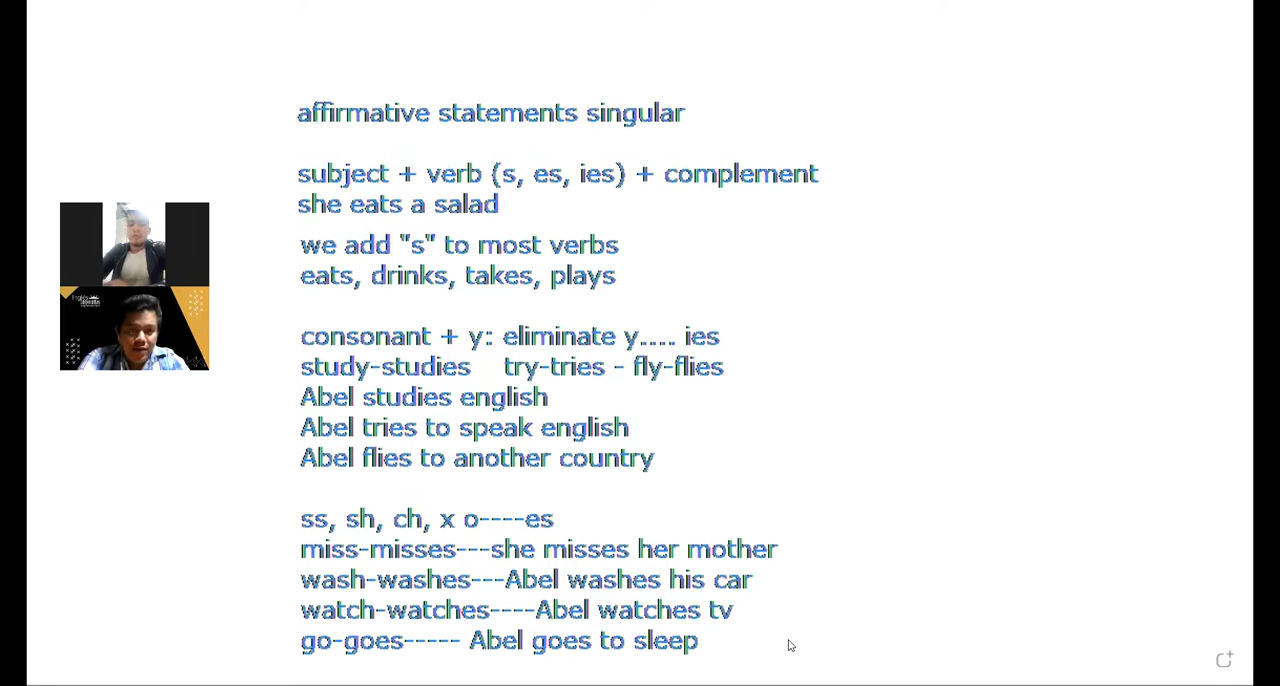 affirmative statements singular
subject + verb (s, es, ies) + complement
she eats a salad
we add "s" to most verbs
eats, drinks, takes, plays
consonant + y: eliminate y.... ies
study-studies try-tries - fly-flies
Abel studies english
Abel tries to speak english
Abel flies to another country
ss, sh, ch, x o----es
miss-misses---she misses her mother
wash-washes---Abel washes his car
watch-watches----Abel watches tv
go-goes----- Abel goes to sleep